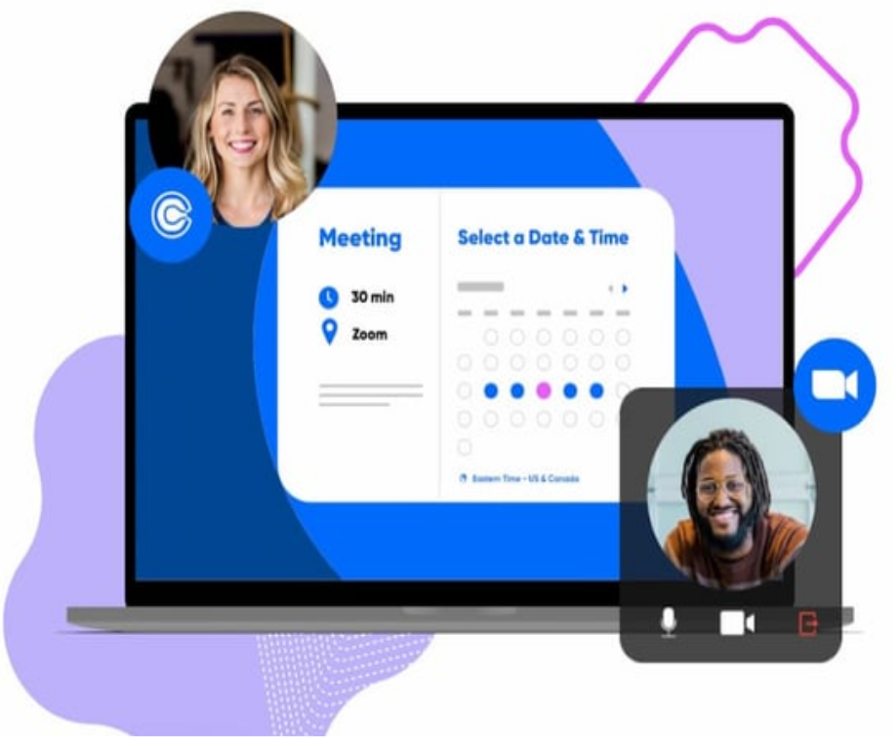 Meeting
30 min
Zoom
Select a Date & Time
Eastern Time - US & Canada